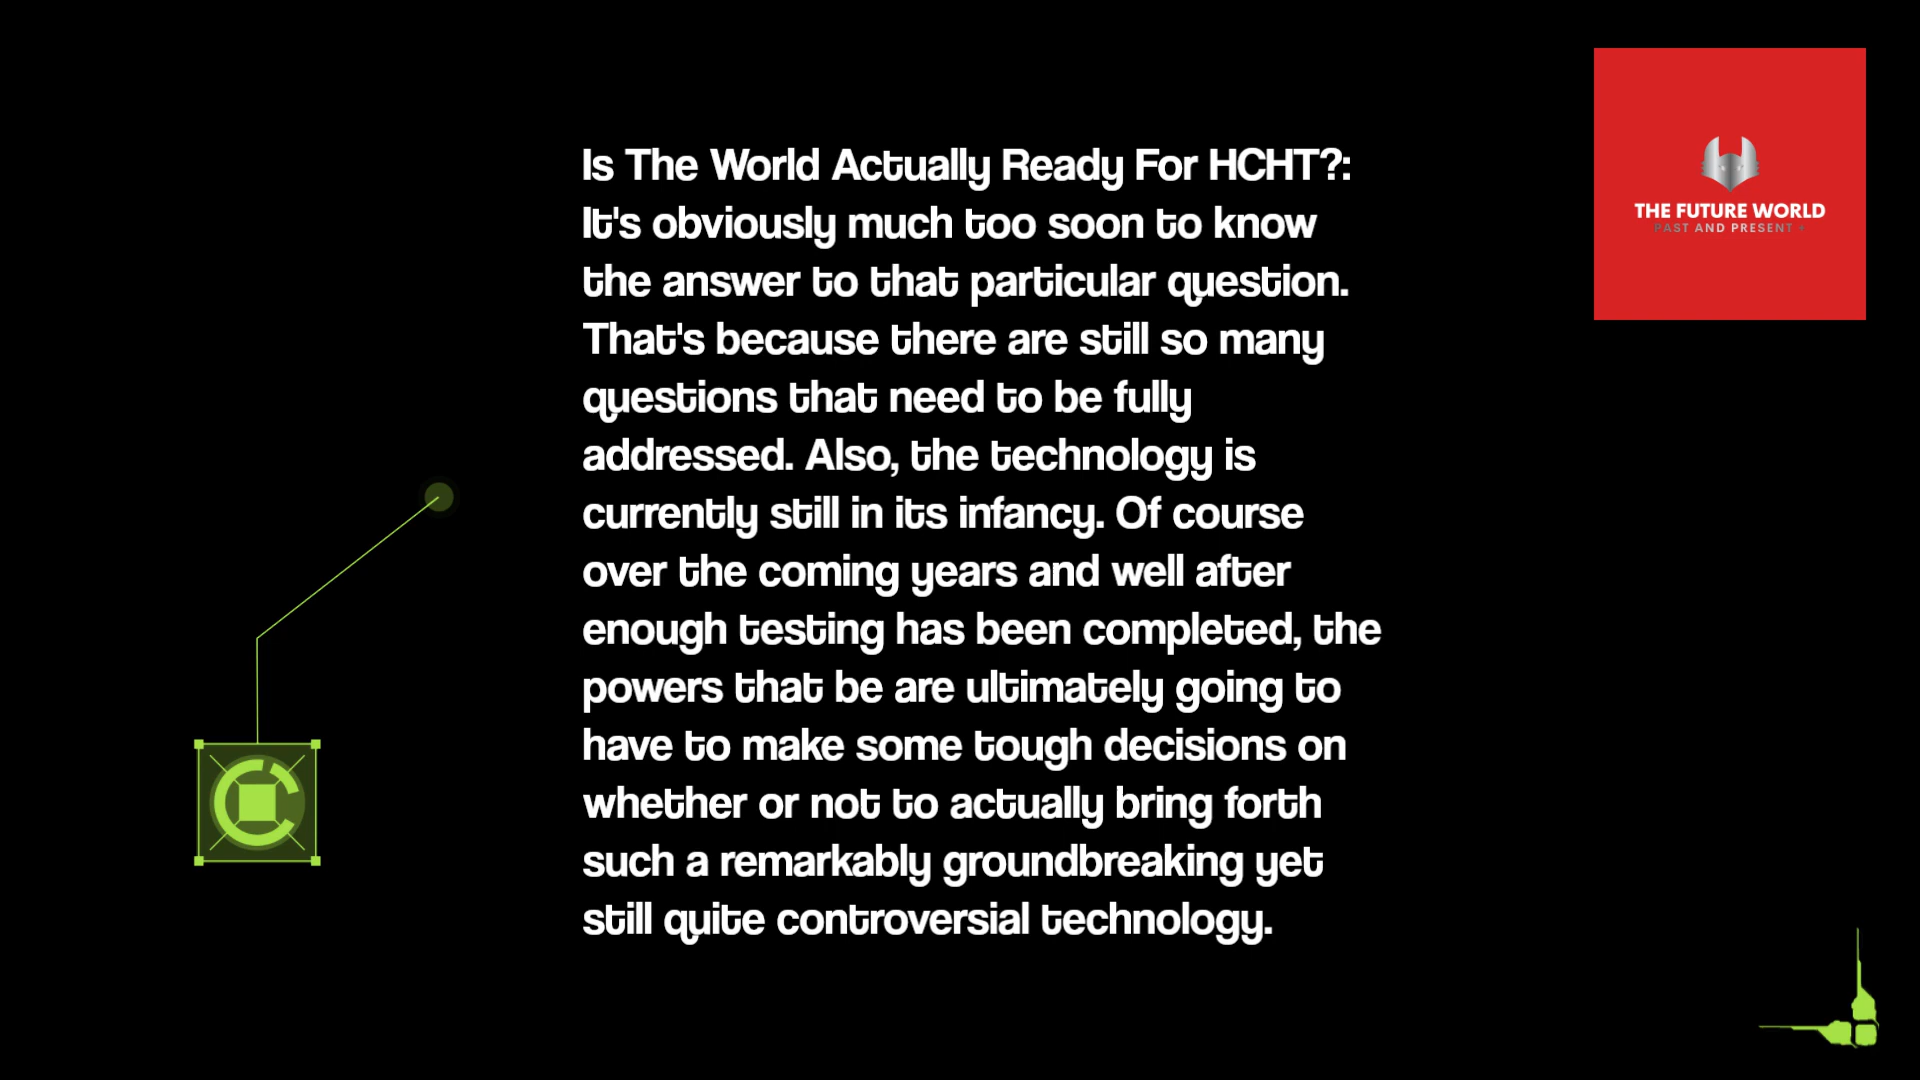 Is The World Actually Ready For HCHT?:
It's obviously much too soon to know
the answer to that particular question.
That's because there are still so many
questions that need to be fully
addressed. Also, the technology is
currently still in its infancy. Of course
over the coming years and well after
enough testing has been completed, the
powers that be are ultimately going to
have to make some tough decisions on
whether or not to actually bring forth
such a remarkably groundbreaking yet
still quite controversial technology.
THE FUTURE WORLD
PAST AND PRESENT +